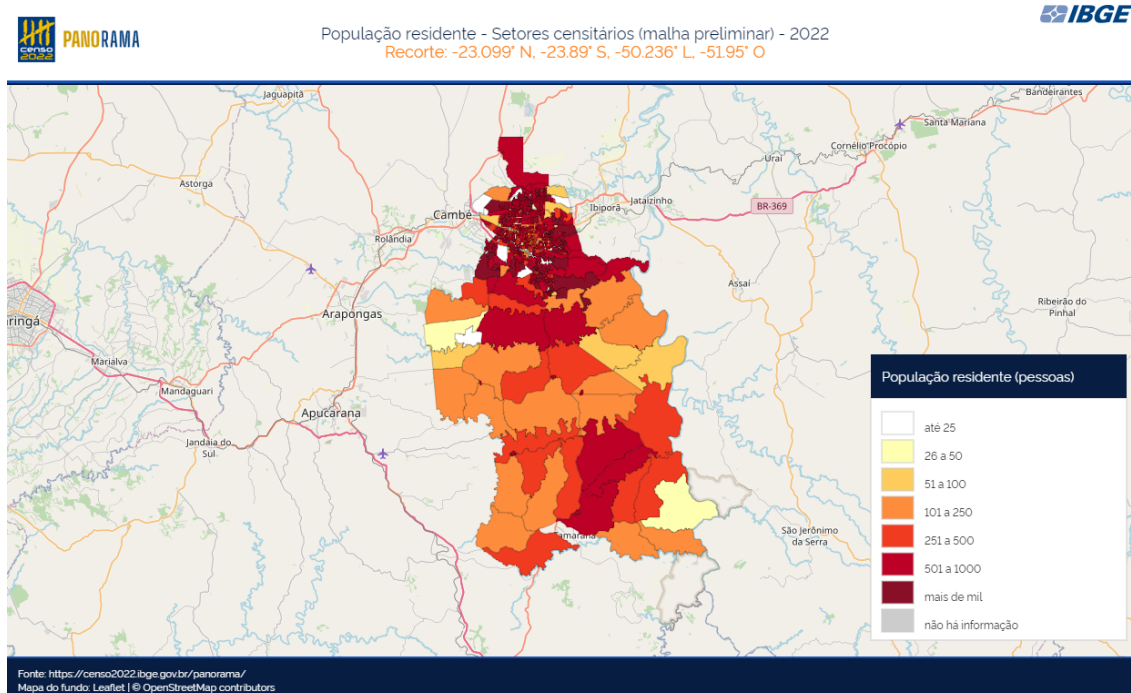 censo
2022
PANORAMA
População residente - Setores censitários (malha preliminar) - 2022
Recorte: -23.099° N, -23.89° S, -50.236° L, -51.95° O
IBGE
Jaguapitã
Bandeirantes
Santa Mariana
Cornélio Procópio
Uraí
Astorga
Jataizinho
Ibiporã
BR-369
Cambé
Rolândia
Assaí
Ribeirão do
Pinhal
Arapongas
ringá
Marialva
Mandaguari
Apucarana
Jandaia do
Sul
São Jerônimo
da Serra
amarana
População residente (pessoas)
até 25
26 a 50
51 a 100
101 a 250
251 a 500
501 a 1000
mais de mil
não há informação
Fonte: https://censo2022.ibge.gov.br/panorama/
Mapa do fundo: Leaflet | © OpenStreetMap contributors